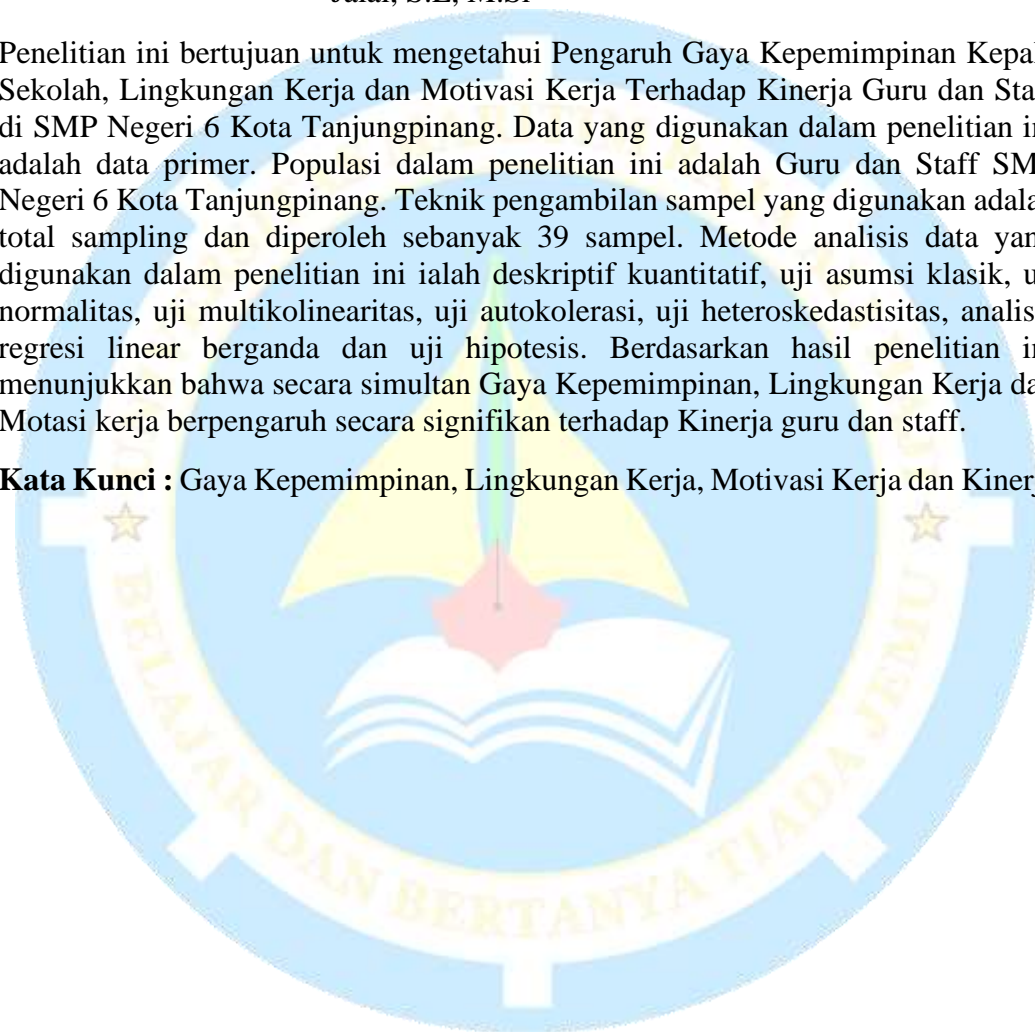 Jalal, S.E, M.Si
Penelitian ini bertujuan untuk mengetahui Pengaruh Gaya Kepemimpinan Kepal
Sekolah, Lingkungan Kerja dan Motivasi Kerja Terhadap Kinerja Guru dan Sta
di SMP Negeri 6 Kota Tanjungpinang. Data yang digunakan dalam penelitian in
adalah data primer. Populasi dalam penelitian ini adalah Guru dan Staff SM
Negeri 6 Kota Tanjungpinang. Teknik pengambilan sampel yang digunakan adala
total sampling dan diperoleh sebanyak 39 sampel. Metode analisis data yan
digunakan dalam penelitian ini ialah deskriptif kuantitatif, uji asumsi klasik, u
normalitas, uji multikolinearitas, uji autokolerasi, uji heteroskedastisitas, analis
regresi linear berganda dan uji hipotesis. Berdasarkan hasil penelitian in
menunjukkan bahwa secara simultan Gaya Kepemimpinan, Lingkungan Kerja da
Motasi kerja berpengaruh secara signifikan terhadap Kinerja guru dan staff.
Kata Kunci : Gaya Kepemimpinan, Lingkungan Kerja, Motivasi Kerja dan Kinerj
BELAJAR DAN BERTANYA TIADA JEMU